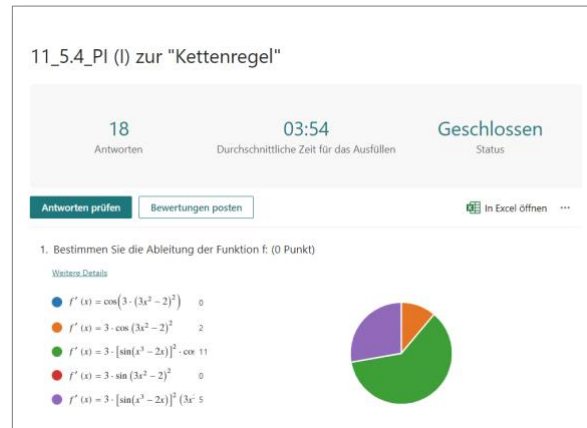 11_5.4_PI (I) zur "Kettenregel"
18 03:54 Geschlossen
Antworten Durchschnittliche Zeit für das Ausfüllen Status
Antworten prüfen Bewertungen posten In Excel öffnen ···
1. Bestimmen Sie die Ableitung der Funktion f: (0 Punkt)
Weitere Details
f′ (x) = cos(3 · (3x² − 2)²) 0
f′ (x) = 3 · cos (3x² − 2)² 2
f′ (x) = 3 · [sin(x³ − 2x)]² · cos 11
f′ (x) = 3 · sin (3x² − 2)² 0
f′ (x) = 3 · [sin(x³ − 2x)]² (3x 5